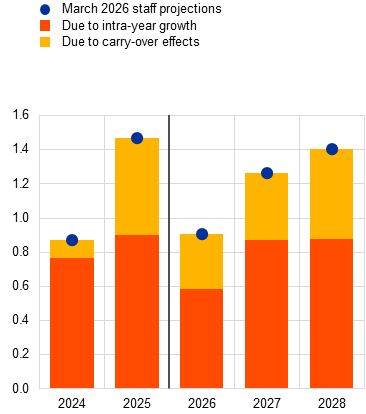 March 2026 staff projections
Due to intra-year growth
Due to carry-over effects
1.6
1.4
1.2
1.0
0.8
0.6
0.4
0.2
0.0
2024 2025 2026 2027 2028